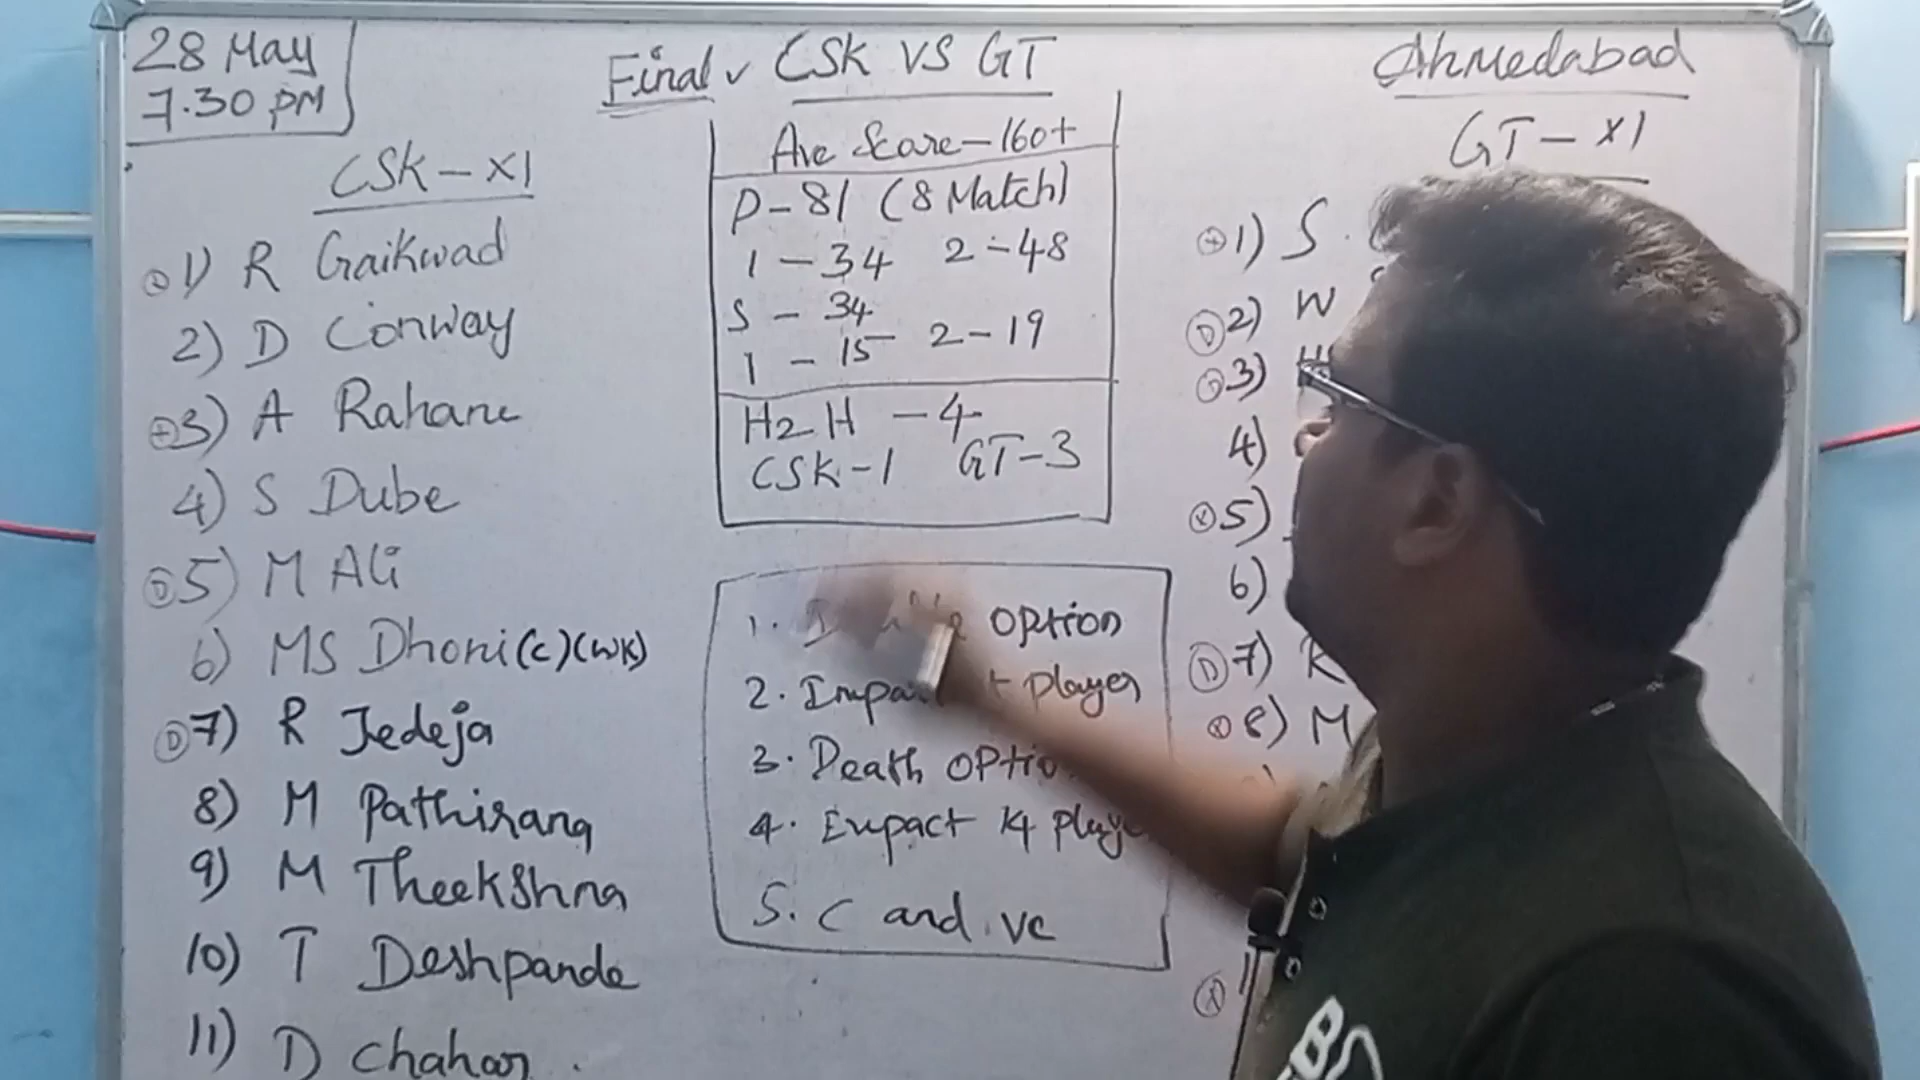 28 May
7.30 PM
Final ✓ CSK VS GT
Ahmedabad
CSK - XI
1) R Gaikwad
2) D Conway
3) A Rahane
4) S Dube
5) M Ali
6) MS Dhoni (c) (WK)
7) R Jedeja
8) M Pathirana
9) M Theekshna
10) T Deshpande
11) D Chahar
Ave Score - 160+
P - 81 (8 Match)
1 - 34 2 - 48
S - 34
1 - 15 2 - 19
H2H - 4
CSK - 1 GT - 3
1. option
2. Impact player
3. Death option
4. Impact 14 player
5. C and VC
GT - XI
1) S
2) W
3)
4)
5)
6)
7) R
8) M